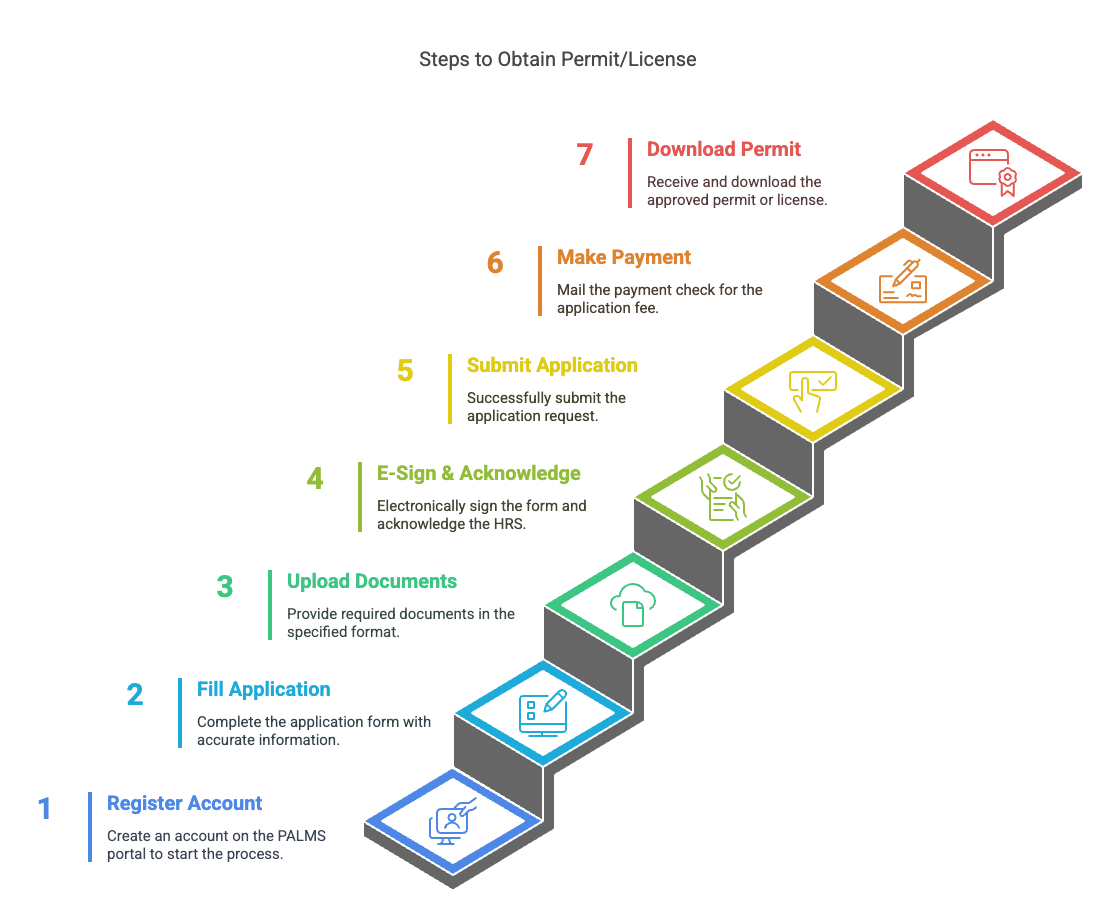 Steps to Obtain Permit/License
7
Download Permit
Receive and download the
approved permit or license.
6
Make Payment
Mail the payment check for the
application fee.
5
Submit Application
Successfully submit the
application request.
4
E-Sign & Acknowledge
Electronically sign the form and
acknowledge the HRS.
3
Upload Documents
Provide required documents in the
specified format.
2
Fill Application
Complete the application form with
accurate information.
1
Register Account
Create an account on the PALMS
portal to start the process.